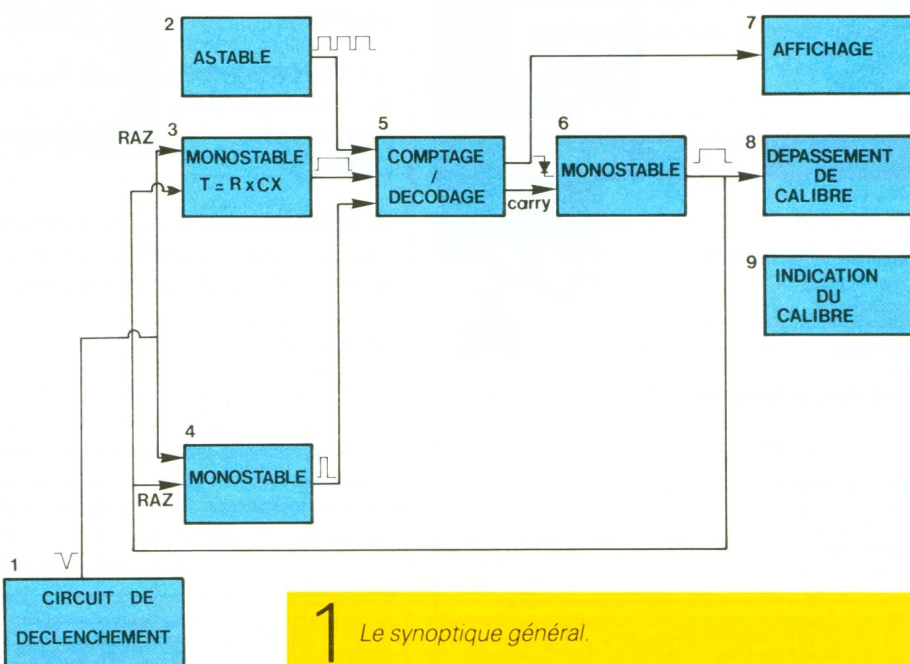 2
ASTABLE
7
AFFICHAGE
RAZ
3
MONOSTABLE
T = R x CX
5
COMPTAGE
/
DECODAGE
carry
6
MONOSTABLE
8
DEPASSEMENT
DE
CALIBRE
9
INDICATION
DU
CALIBRE
4
MONOSTABLE
RAZ
1
CIRCUIT DE
DECLENCHEMENT
1 Le synoptique général.